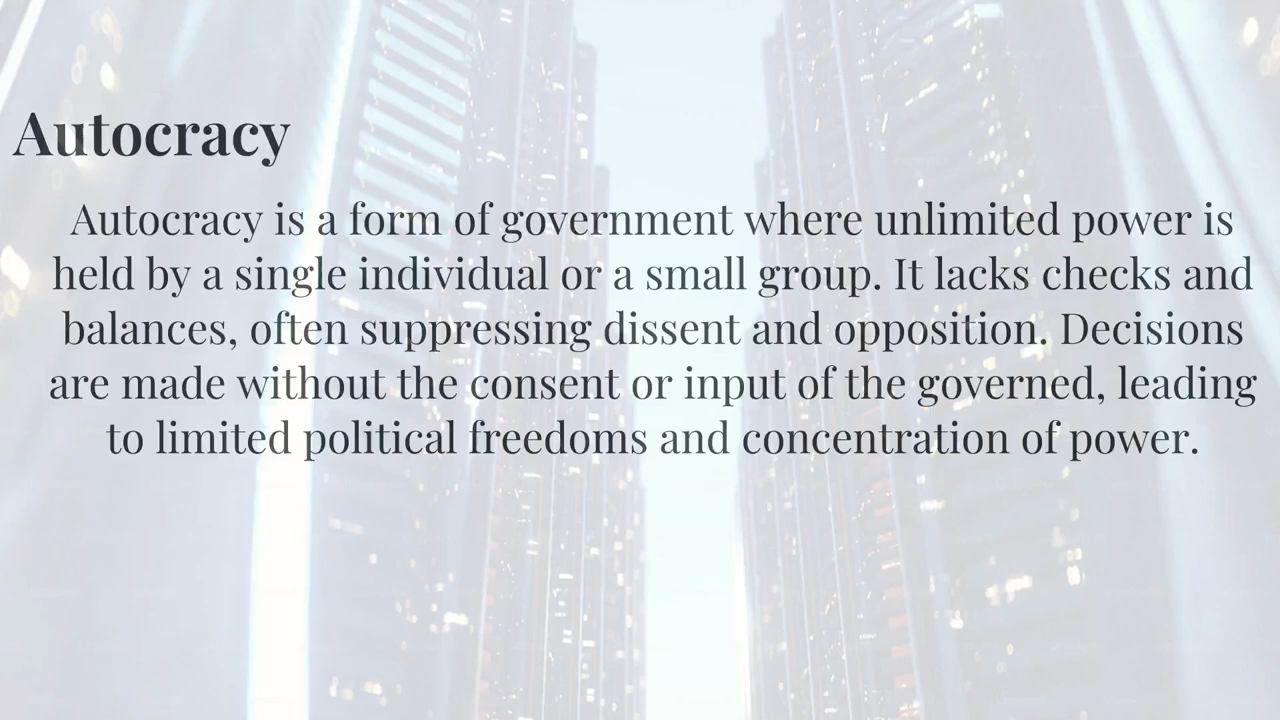 Autocracy
Autocracy is a form of government where unlimited power is
held by a single individual or a small group. It lacks checks and
balances, often suppressing dissent and opposition. Decisions
are made without the consent or input of the governed, leading
to limited political freedoms and concentration of power.